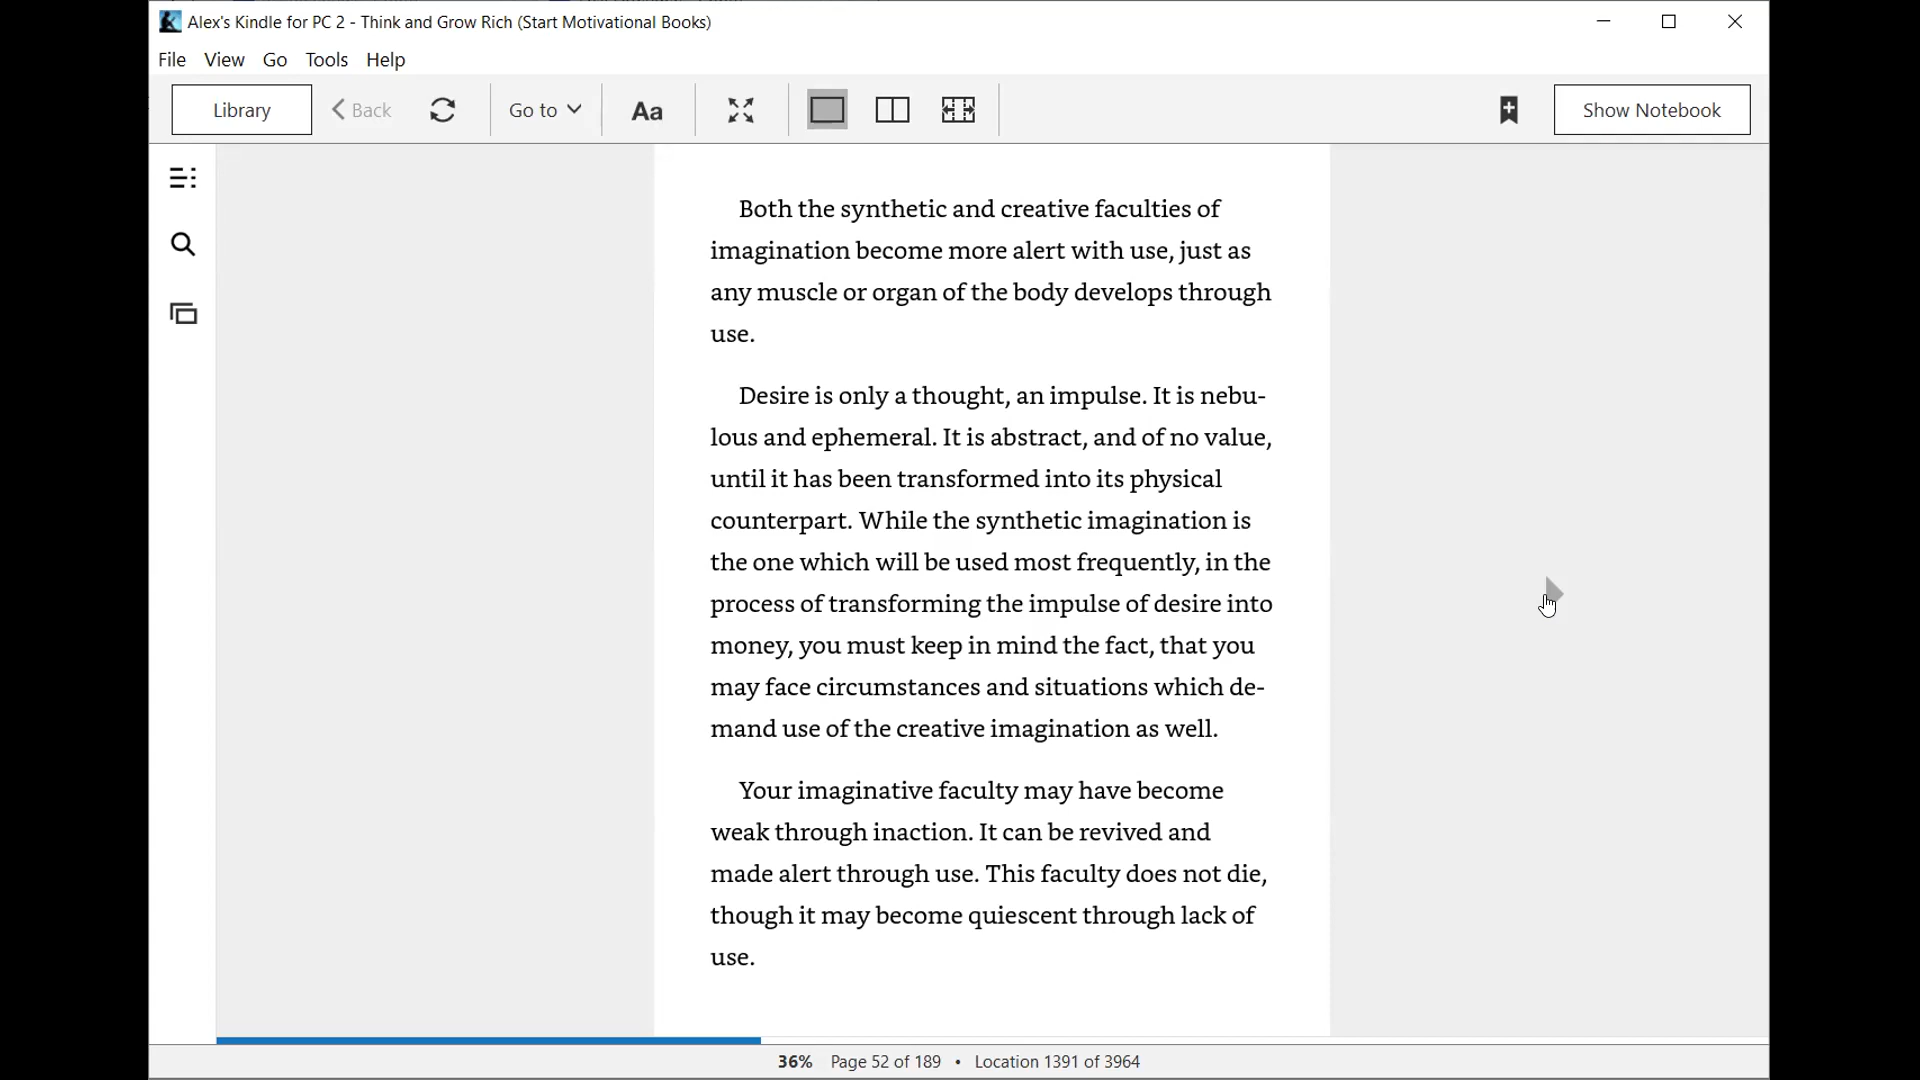 Alex's Kindle for PC 2 - Think and Grow Rich (Start Motivational Books)
File View Go Tools Help
Library Back Go to Aa Show Notebook
Both the synthetic and creative faculties of
imagination become more alert with use, just as
any muscle or organ of the body develops through
use.
Desire is only a thought, an impulse. It is nebu-
lous and ephemeral. It is abstract, and of no value,
until it has been transformed into its physical
counterpart. While the synthetic imagination is
the one which will be used most frequently, in the
process of transforming the impulse of desire into
money, you must keep in mind the fact, that you
may face circumstances and situations which de-
mand use of the creative imagination as well.
Your imaginative faculty may have become
weak through inaction. It can be revived and
made alert through use. This faculty does not die,
though it may become quiescent through lack of
use.
36% Page 52 of 189 • Location 1391 of 3964